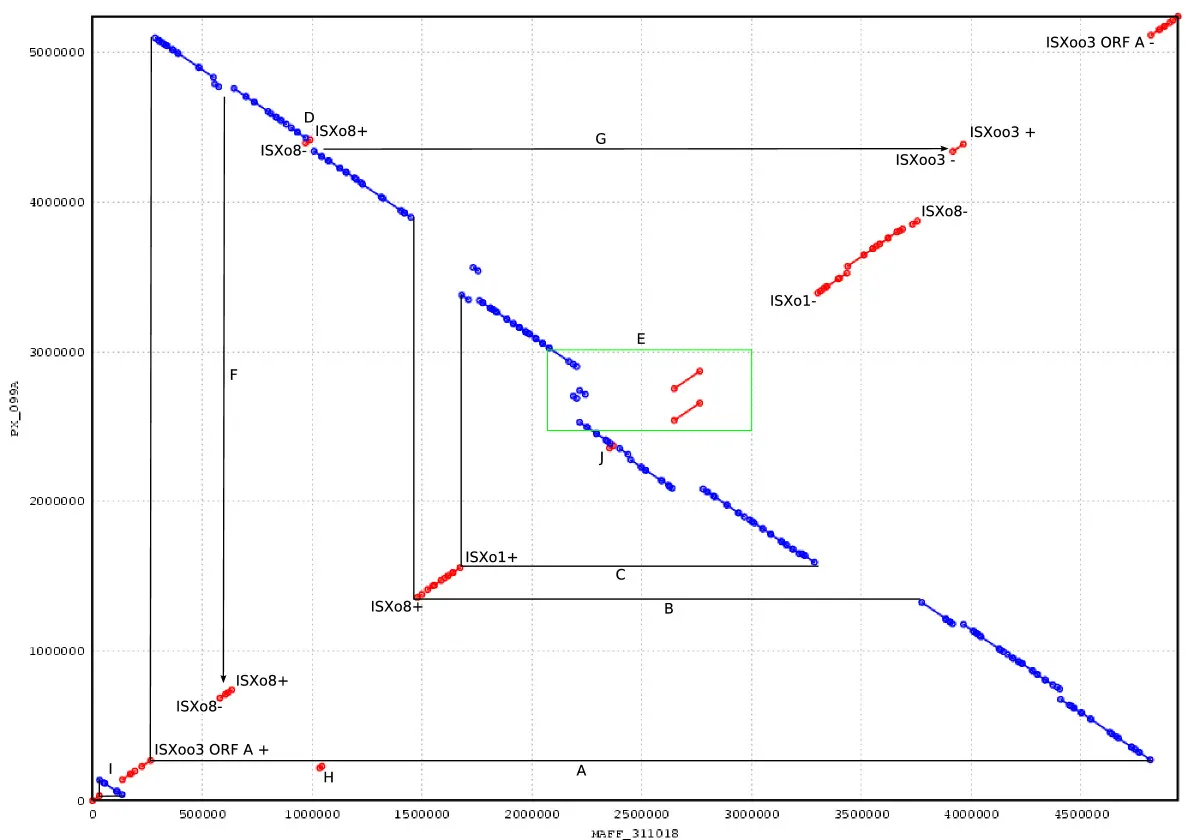 ISXoo3 ORF A -
5000000
D
ISXo8+
ISXo8-
G
ISXoo3 +
ISXoo3 -
4000000
ISXo8-
ISXo1-
E
3000000
F
PX_099A
J
2000000
ISXo1+
C
ISXo8+
B
1000000
ISXo8+
ISXo8-
ISXoo3 ORF A +
I
H
A
0
0
500000
1000000
1500000
2000000
2500000
3000000
3500000
4000000
4500000
MAFF_311018